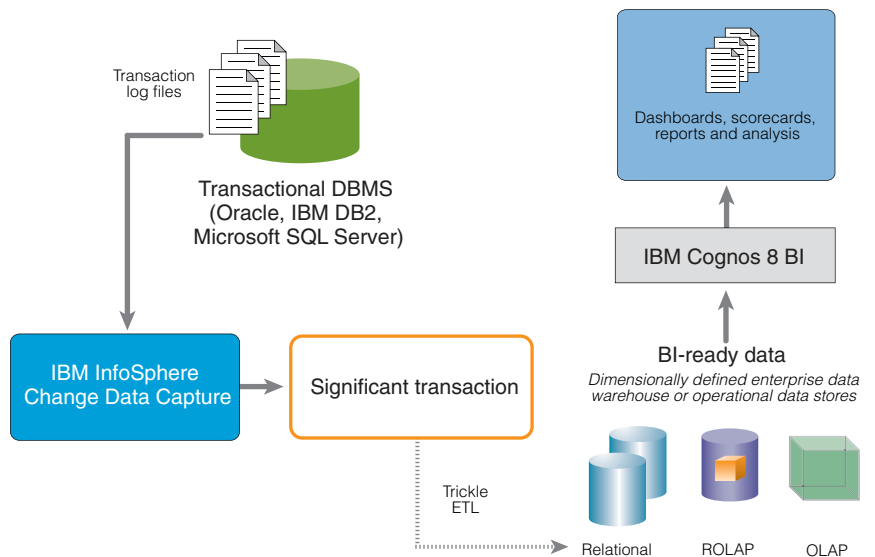 Transaction
log files
Transactional DBMS
(Oracle, IBM DB2,
Microsoft SQL Server)
IBM InfoSphere
Change Data Capture
Significant transaction
Trickle
ETL
Dashboards, scorecards,
reports and analysis
IBM Cognos 8 BI
BI-ready data
Dimensionally defined enterprise data
warehouse or operational data stores
Relational
ROLAP
OLAP